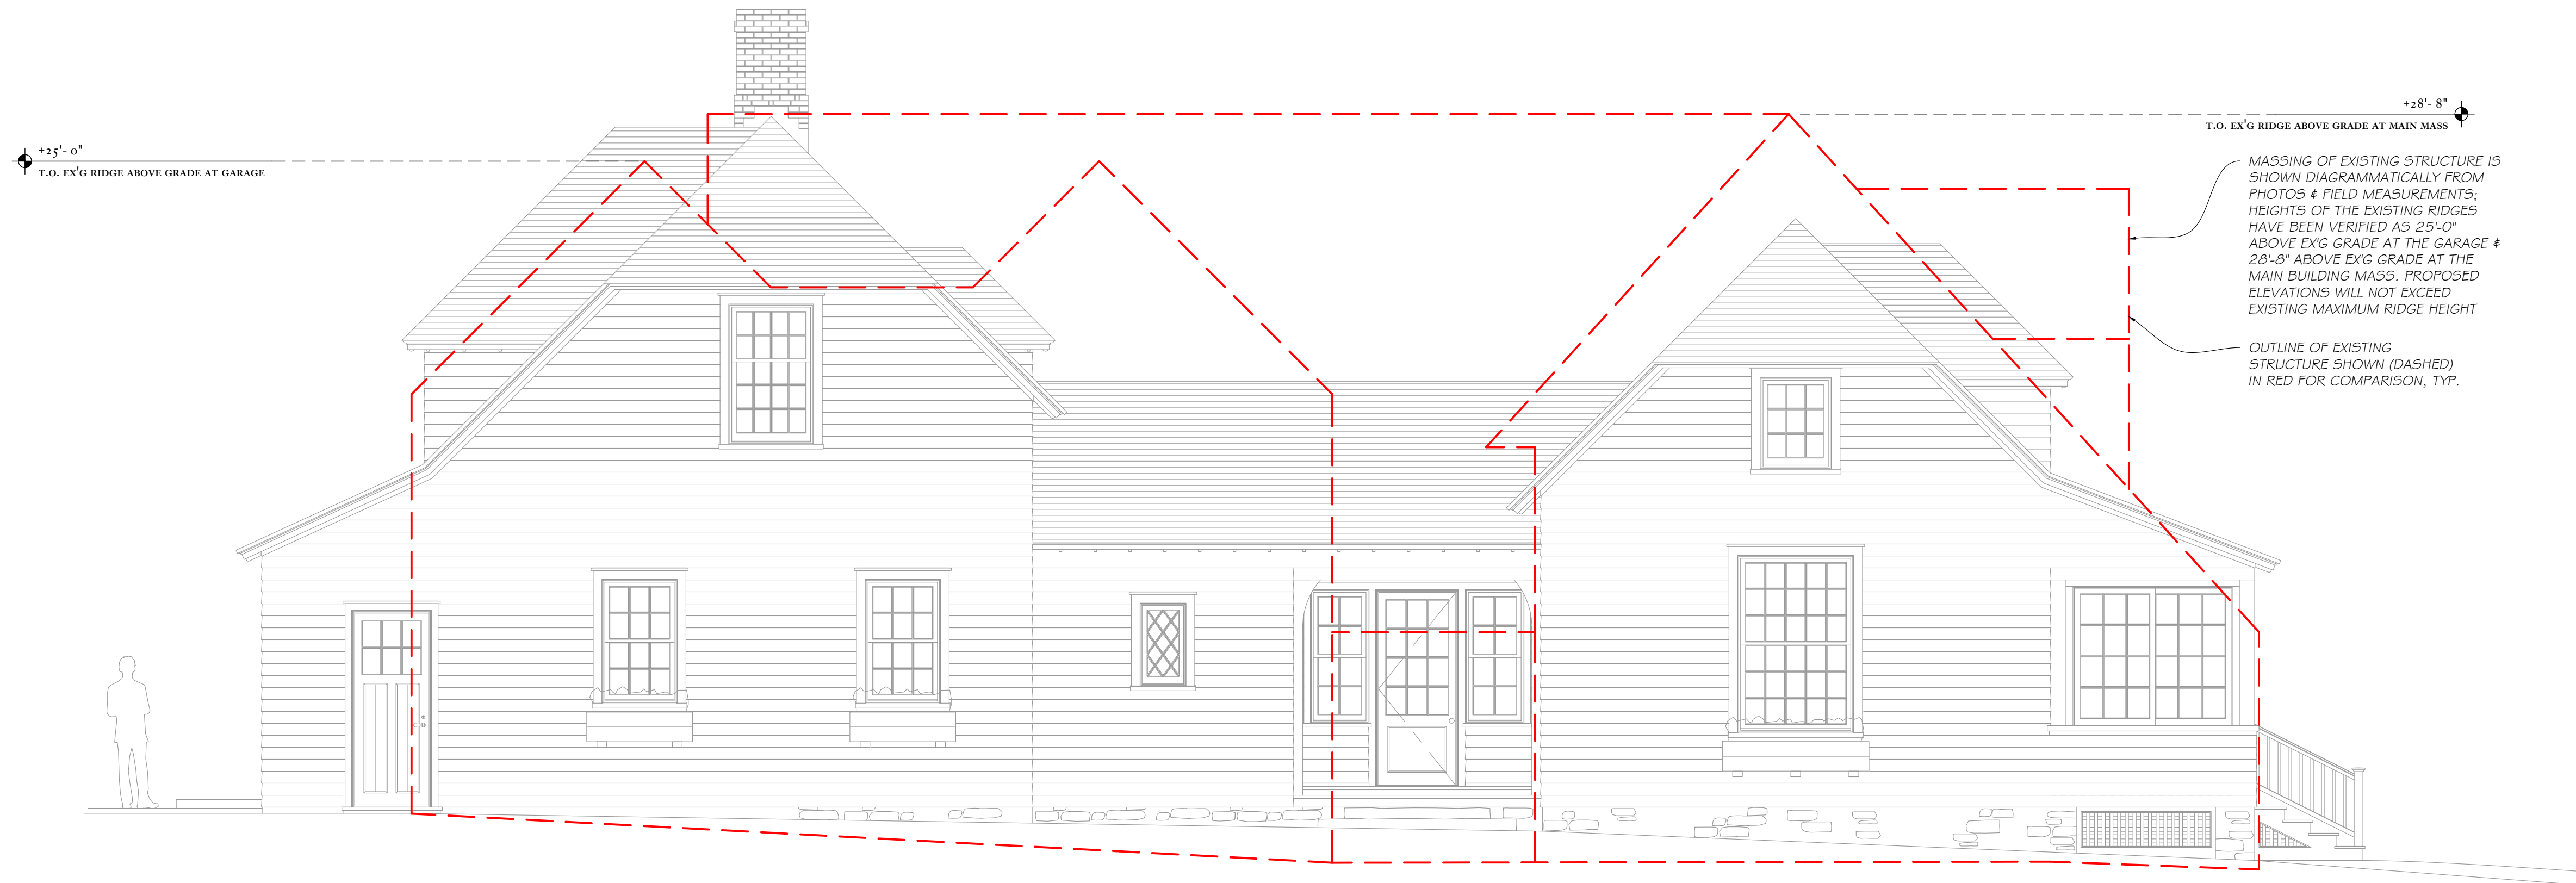 +28'- 8"
T.O. EX'G RIDGE ABOVE GRADE AT MAIN MASS
+25'- 0"
T.O. EX'G RIDGE ABOVE GRADE AT GARAGE
MASSING OF EXISTING STRUCTURE IS
SHOWN DIAGRAMMATICALLY FROM
PHOTOS & FIELD MEASUREMENTS;
HEIGHTS OF THE EXISTING RIDGES
HAVE BEEN VERIFIED AS 25'-0"
ABOVE EX'G GRADE AT THE GARAGE &
28'-8" ABOVE EX'G GRADE AT THE
MAIN BUILDING MASS. PROPOSED
ELEVATIONS WILL NOT EXCEED
EXISTING MAXIMUM RIDGE HEIGHT
OUTLINE OF EXISTING
STRUCTURE SHOWN (DASHED)
IN RED FOR COMPARISON, TYP.